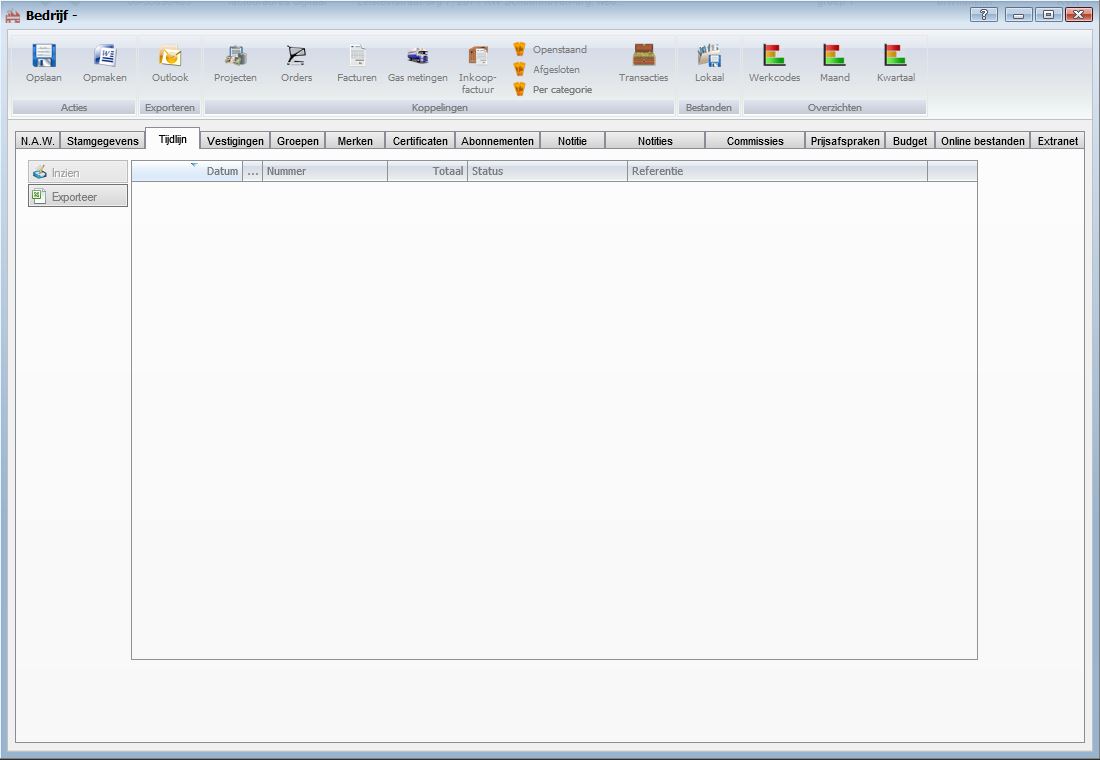 Bedrijf -
Opslaan Opmaken Outlook Projecten Orders Facturen Gas metingen Inkoop-factuur Openstaand Afgesloten Per categorie Transacties Lokaal Werkcodes Maand Kwartaal
Acties Exporteren Koppelingen Bestanden Overzichten
N.A.W. Stamgegevens Tijdlijn Vestigingen Groepen Merken Certificaten Abonnementen Notitie Notities Commissies Prijsafspraken Budget Online bestanden Extranet
Inzien
Exporteer
Datum ... Nummer Totaal Status Referentie